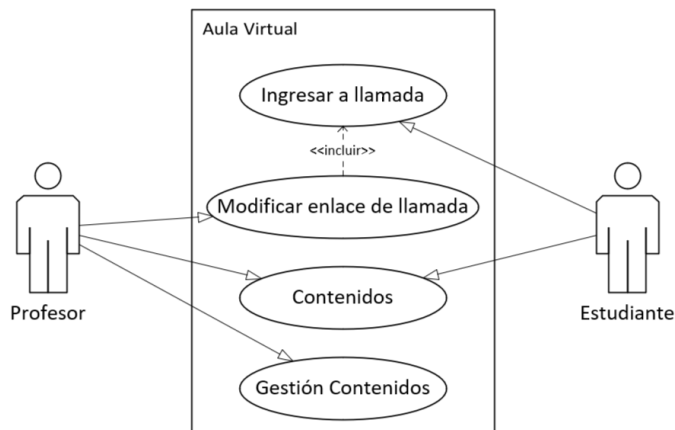 Aula Virtual
Ingresar a llamada
<<incluir>>
Modificar enlace de llamada
Contenidos
Profesor
Estudiante
Gestión Contenidos